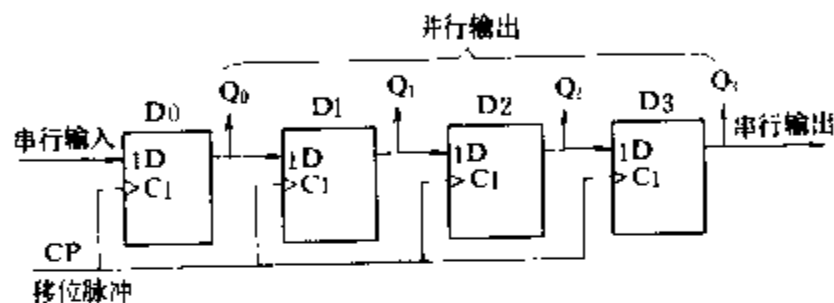 并行输出
Q0 Q1 Q2 Q3
D0 D1 D2 D3
串行输入 串行输出
1D 1D 1D 1D
C1 C1 C1 C1
CP
移位脉冲